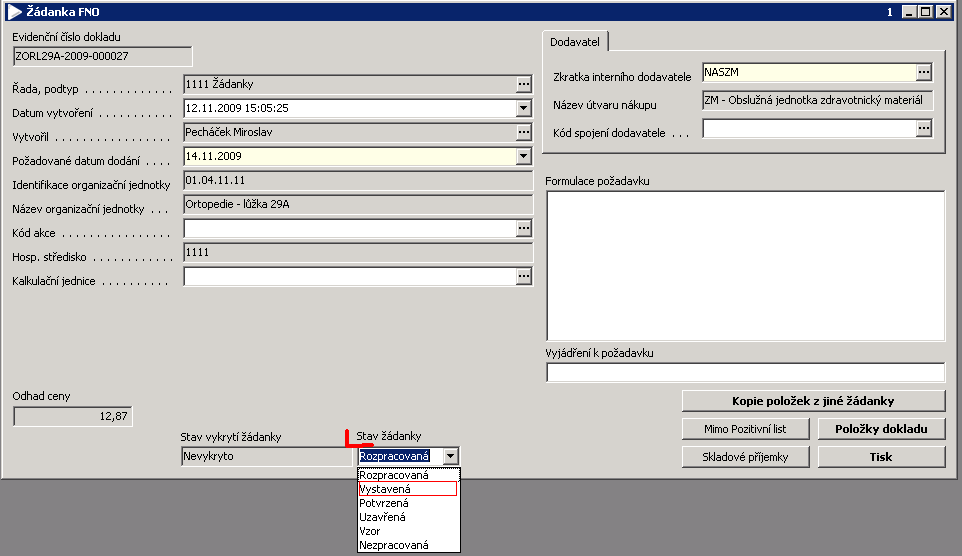 Žádanka FNO 1
Evidenční číslo dokladu
ZORL29A-2009-000027
Řada, podtyp . . . . . . . . . . . . . 1111 Žádanky
Datum vytvoření . . . . . . . . . . . 12.11.2009 15:05:25
Vytvořil . . . . . . . . . . . . . . . . . Pecháček Miroslav
Požadované datum dodání . . . . 14.11.2009
Identifikace organizační jednotky 01.04.11.11
Název organizační jednotky . . . Ortopedie - lůžka 29A
Kód akce . . . . . . . . . . . . . . . .
Hosp. středisko . . . . . . . . . . . . 1111
Kalkulační jednice . . . . . . . . . .
Dodavatel
Zkratka interního dodavatele NASZM
Název útvaru nákupu ZM - Obslužná jednotka zdravotnický materiál
Kód spojení dodavatele . . .
Formulace požadavku
Vyjádření k požadavku
Odhad ceny
12,87
Stav vykrytí žádanky
Nevykryto
Stav žádanky
Rozpracovaná
Rozpracovaná
Vystavená
Potvrzená
Uzavřená
Vzor
Nezpracovaná
Kopie položek z jiné žádanky
Mimo Pozitivní list
Položky dokladu
Skladové příjemky
Tisk